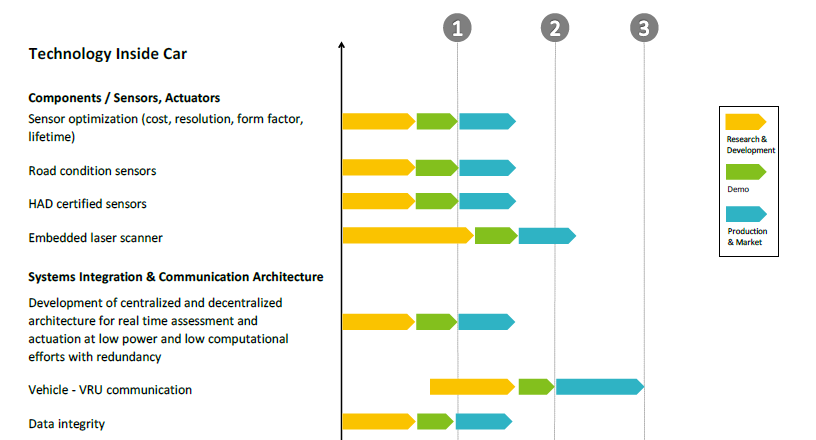 1 2 3
Technology Inside Car
Components / Sensors, Actuators
Sensor optimization (cost, resolution, form factor,
lifetime)
Road condition sensors
HAD certified sensors
Embedded laser scanner
Systems Integration & Communication Architecture
Development of centralized and decentralized
architecture for real time assessment and
actuation at low power and low computational
efforts with redundancy
Vehicle - VRU communication
Data integrity
Research &
Development
Demo
Production
& Market